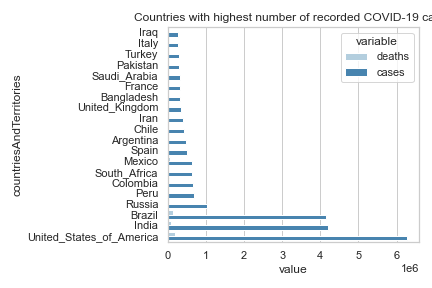 Countries with highest number of recorded COVID-19 ca
Iraq
Italy
Turkey
Pakistan
Saudi_Arabia
France
Bangladesh
United_Kingdom
Iran
Chile
Argentina
Spain
Mexico
South_Africa
Colombia
Peru
Russia
Brazil
India
United_States_of_America
countriesAndTerritories
variable
deaths
cases
0 1 2 3 4 5 6
1e6
value